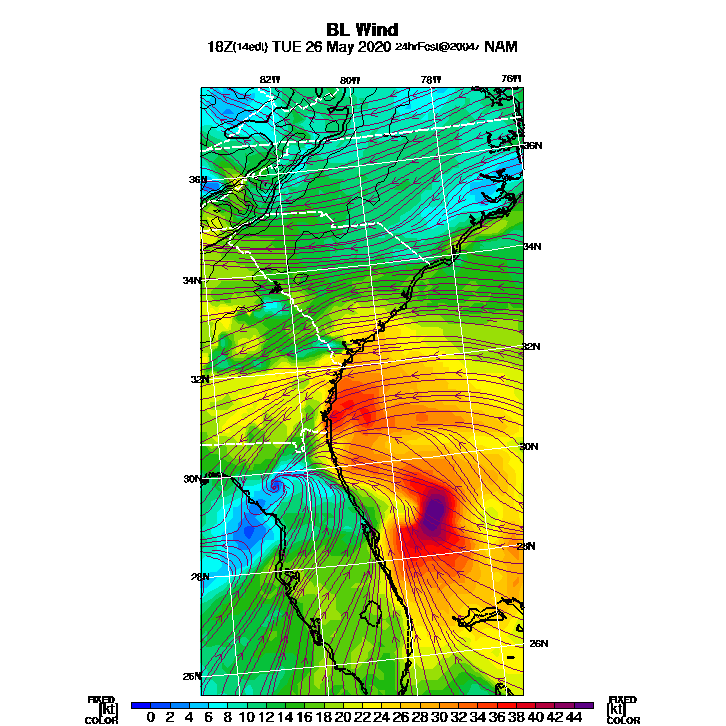 BL Wind
18Z(14edt) TUE 26 May 2020 24hrFcst@2004z NAM
82W 80W 78W 76W
36N
36N
34N
34N
32N
32N
30N
30N
28N
28N
26N
26N
FIXED FIXED
[kt] 0 2 4 6 8 10 12 14 16 18 20 22 24 26 28 30 32 34 36 38 40 42 44 [kt]
COLOR COLOR